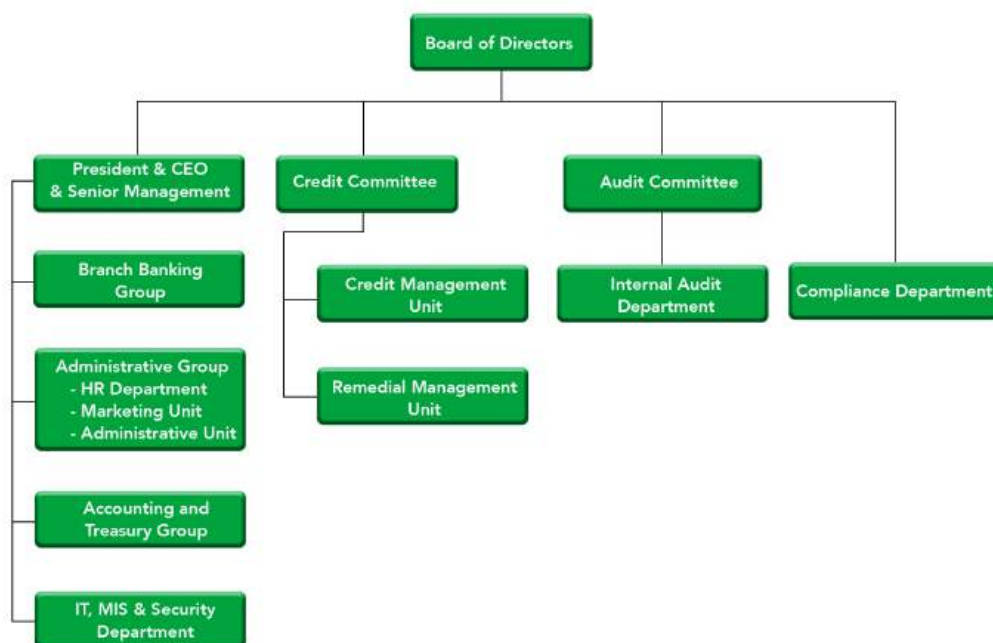 Board of Directors
President & CEO
& Senior Management
Credit Committee
Audit Committee
Branch Banking
Group
Credit Management
Unit
Internal Audit
Department
Compliance Department
Administrative Group
- HR Department
- Marketing Unit
- Administrative Unit
Remedial Management
Unit
Accounting and
Treasury Group
IT, MIS & Security
Department